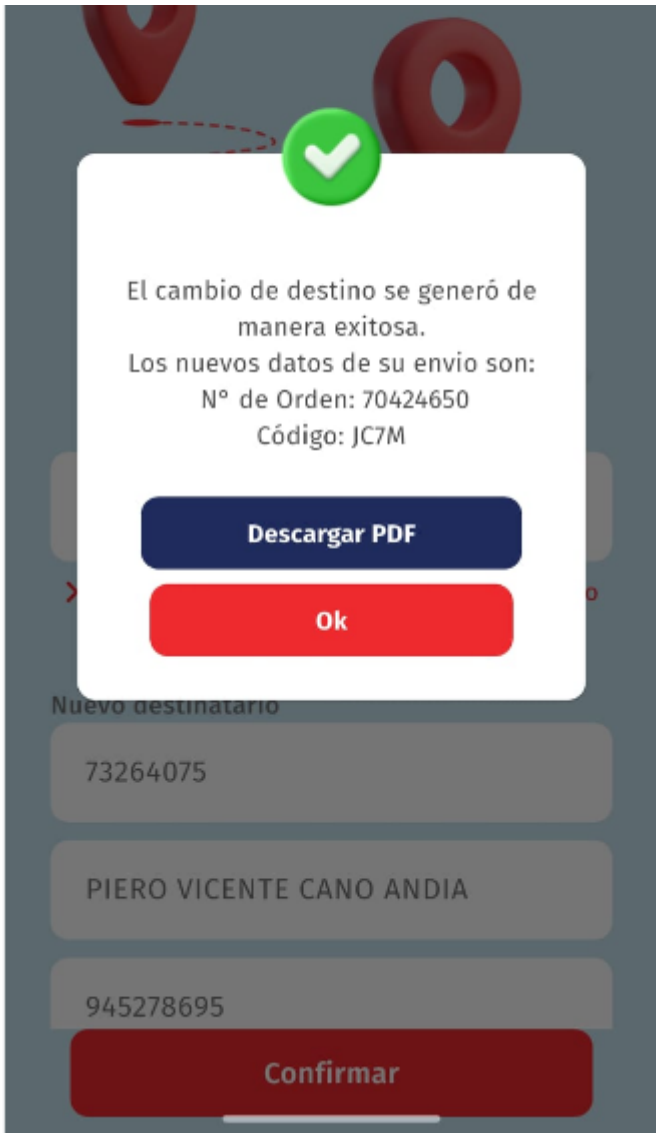 El cambio de destino se generó de
manera exitosa.
Los nuevos datos de su envio son:
N° de Orden: 70424650
Código: JC7M
Descargar PDF
Ok
Nuevo destinatario
73264075
PIERO VICENTE CANO ANDIA
945278695
Confirmar